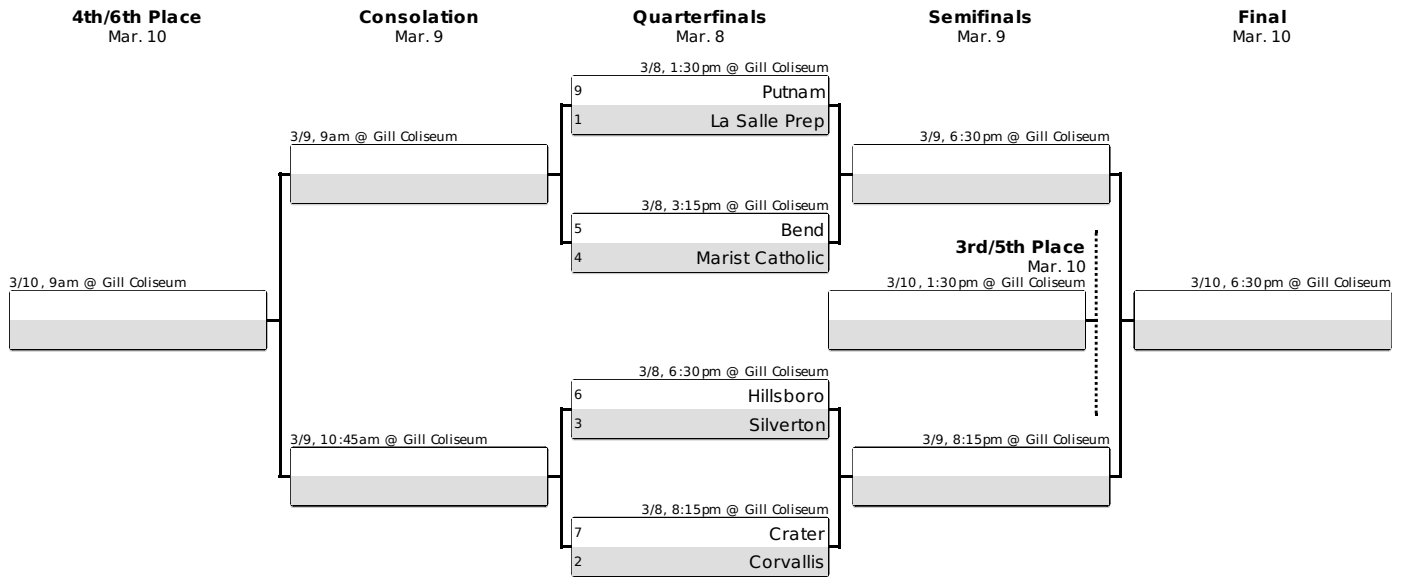 4th/6th Place
Mar. 10
Consolation
Mar. 9
Quarterfinals
Mar. 8
Semifinals
Mar. 9
Final
Mar. 10
3/8, 1:30pm @ Gill Coliseum
9 Putnam
1 La Salle Prep
3/9, 9am @ Gill Coliseum
3/9, 6:30pm @ Gill Coliseum
3/8, 3:15pm @ Gill Coliseum
5 Bend
4 Marist Catholic
3rd/5th Place
Mar. 10
3/10, 9am @ Gill Coliseum
3/10, 1:30pm @ Gill Coliseum
3/10, 6:30pm @ Gill Coliseum
3/8, 6:30pm @ Gill Coliseum
6 Hillsboro
3 Silverton
3/9, 10:45am @ Gill Coliseum
3/9, 8:15pm @ Gill Coliseum
3/8, 8:15pm @ Gill Coliseum
7 Crater
2 Corvallis